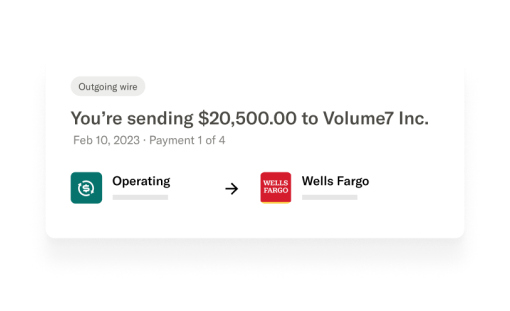 Outgoing wire
You’re sending $20,500.00 to Volume7 Inc.
Feb 10, 2023 · Payment 1 of 4
Operating
WELLS
FARGO
Wells Fargo